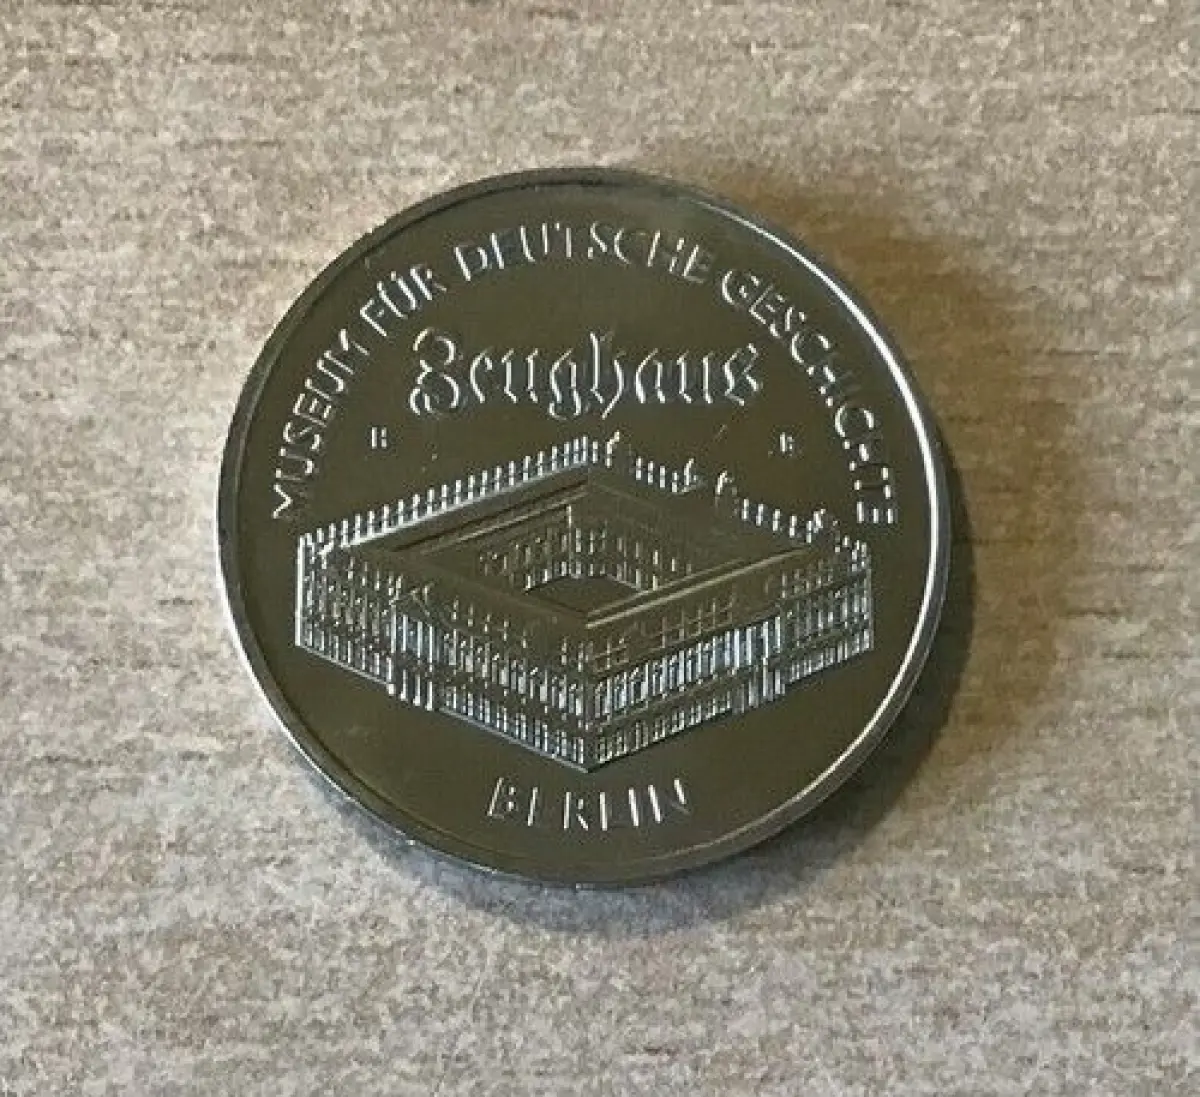 MUSEUM FÜR DEUTSCHE GESCHICHTE
Zeughaus
BERLIN